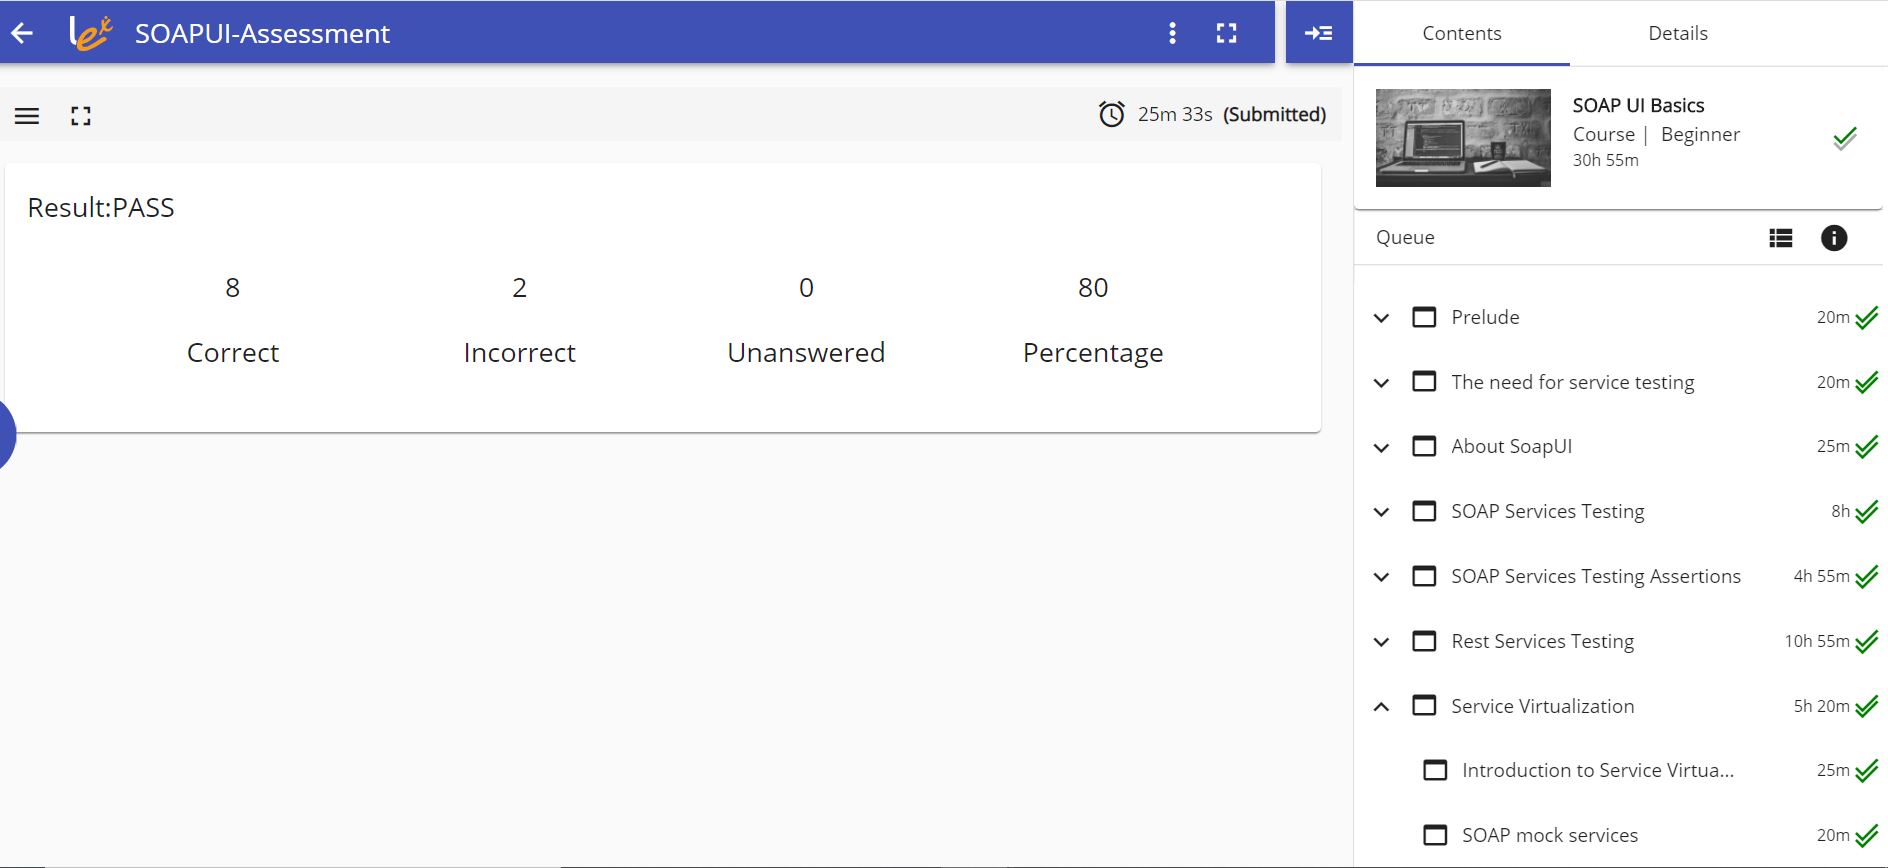 Lex
SOAPUI-Assessment
25m 33s (Submitted)
Result:PASS
8
2
0
80
Correct
Incorrect
Unanswered
Percentage
Contents
Details
SOAP UI Basics
Course | Beginner
30h 55m
Queue
Prelude 20m
The need for service testing 20m
About SoapUI 25m
SOAP Services Testing 8h
SOAP Services Testing Assertions 4h 55m
Rest Services Testing 10h 55m
Service Virtualization 5h 20m
Introduction to Service Virtua... 25m
SOAP mock services 20m